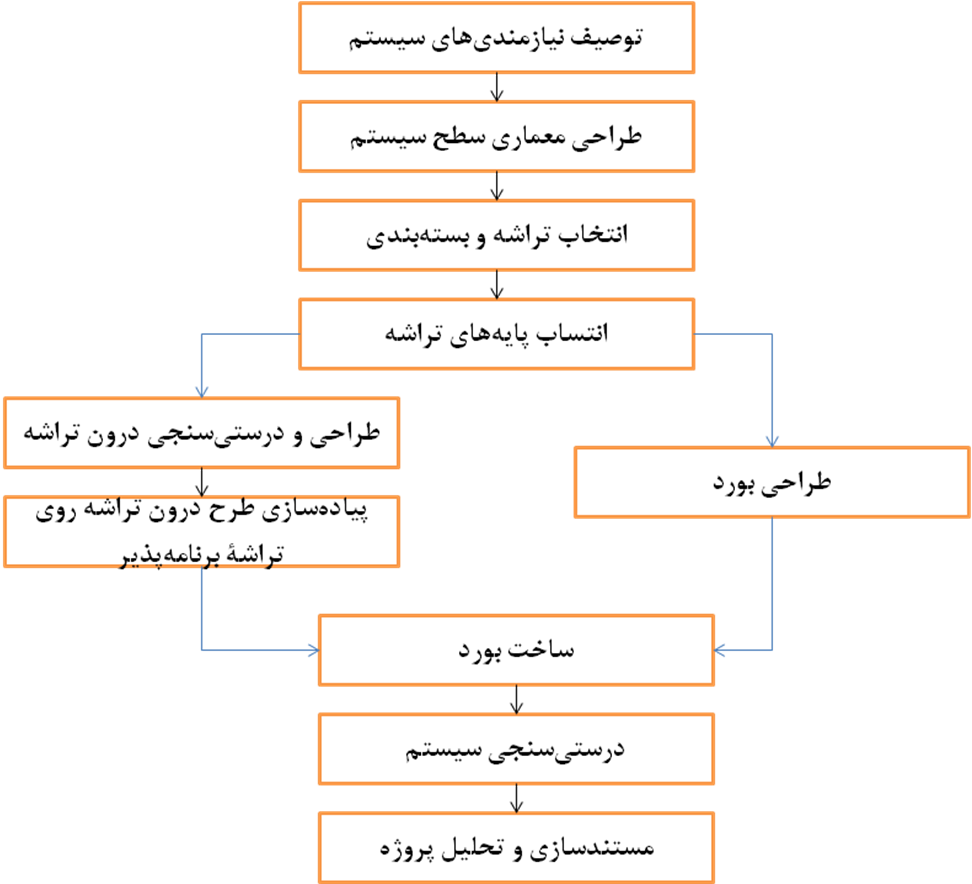 توصیف نیازمندی‌های سیستم
طراحی معماری سطح سیستم
انتخاب تراشه و بسته‌بندی
انتساب پایه‌های تراشه
طراحی و درستی‌سنجی درون تراشه
طراحی بورد
پیاده‌سازی طرح درون تراشه روی
تراشهٔ برنامه‌پذیر
ساخت بورد
درستی‌سنجی سیستم
مستندسازی و تحلیل پروژه